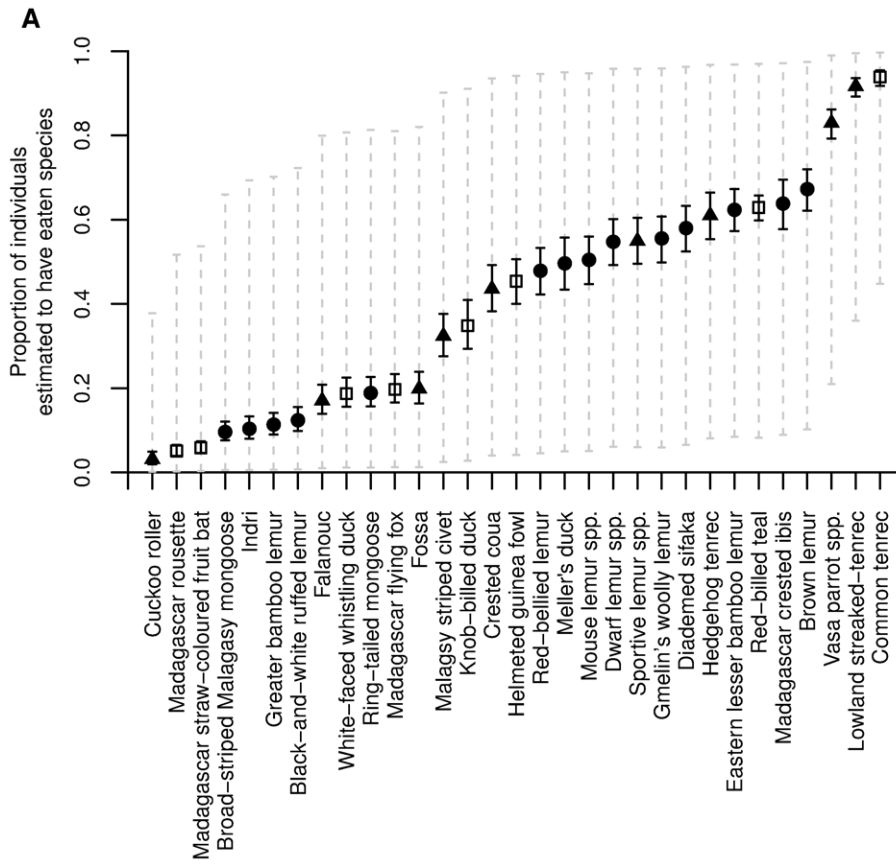 A
Proportion of individuals
estimated to have eaten species
1.0
0.8
0.6
0.4
0.2
0.0
Cuckoo roller
Madagascar rousette
Madagascar straw−coloured fruit bat
Broad−striped Malagasy mongoose
Indri
Greater bamboo lemur
Black−and−white ruffed lemur
Falanouc
White−faced whistling duck
Ring−tailed mongoose
Madagascar flying fox
Fossa
Malagsy striped civet
Knob−billed duck
Crested coua
Helmeted guinea fowl
Red−bellied lemur
Meller's duck
Mouse lemur spp.
Dwarf lemur spp.
Sportive lemur spp.
Gmelin's woolly lemur
Diademed sifaka
Hedgehog tenrec
Eastern lesser bamboo lemur
Red−billed teal
Madagascar crested ibis
Brown lemur
Vasa parrot spp.
Lowland streaked−tenrec
Common tenrec